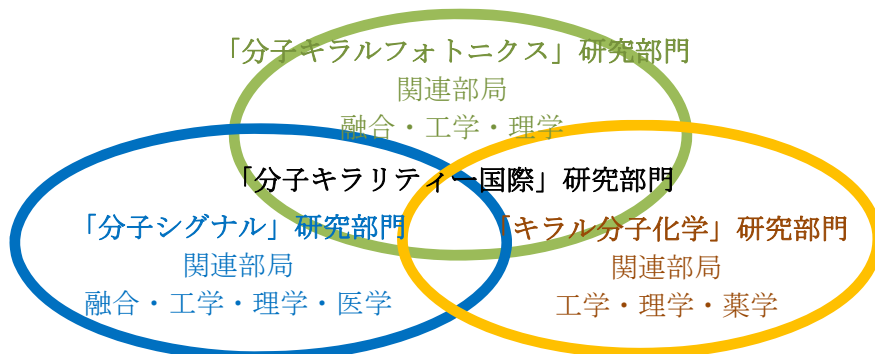 「分子キラルフォトニクス」研究部門
関連部局
融合・工学・理学
「分子キラリティー国際」研究部門
「分子シグナル」研究部門
関連部局
融合・工学・理学・医学
「キラル分子化学」研究部門
関連部局
工学・理学・薬学